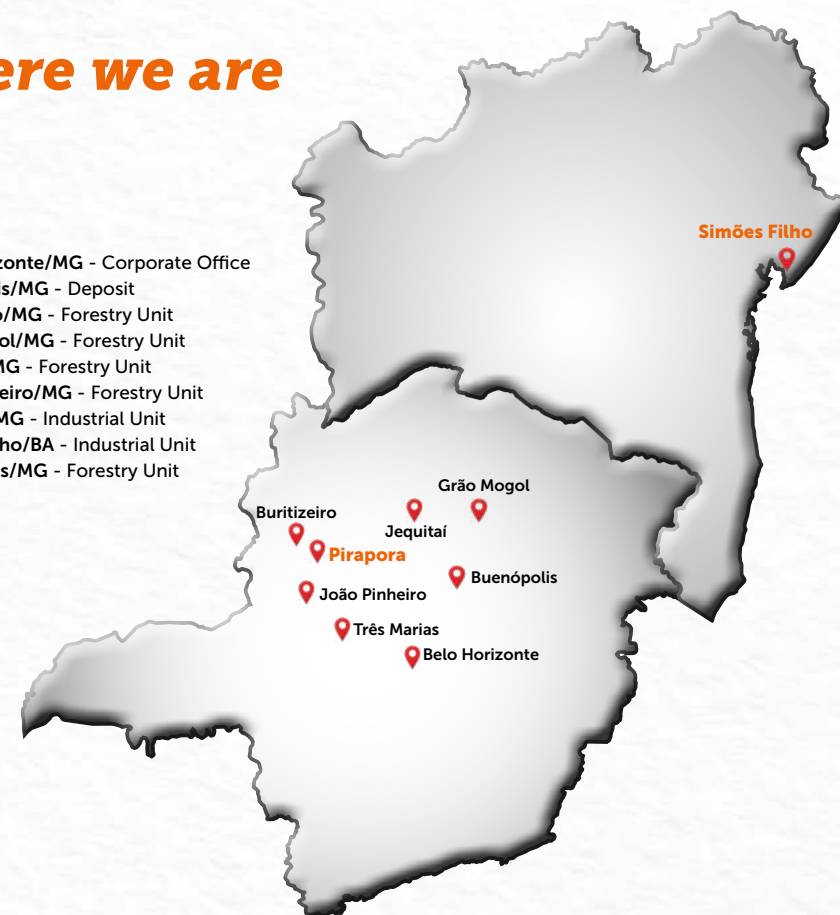 ere we are
zonte/MG - Corporate Office
is/MG - Deposit
o/MG - Forestry Unit
ol/MG - Forestry Unit
MG - Forestry Unit
eiro/MG - Forestry Unit
MG - Industrial Unit
ho/BA - Industrial Unit
s/MG - Forestry Unit
Simões Filho
Grão Mogol
Buritizeiro
Jequitaí
Pirapora
Buenópolis
João Pinheiro
Três Marias
Belo Horizonte